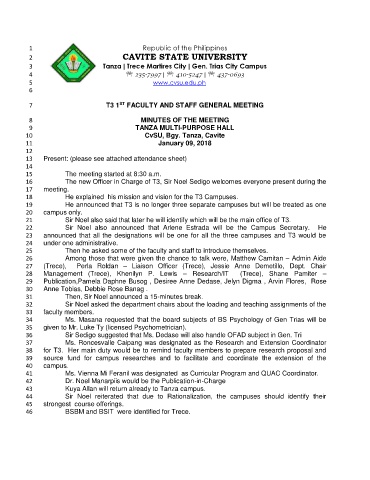 1 Republic of the Philippines
2 CAVITE STATE UNIVERSITY
3 Tanza | Trece Martires City | Gen. Trias City Campus
4 ☏ 235-7997 | ☏ 410-5247 | ☏ 437-0693
5 www.cvsu.edu.ph
6
7 T3 1ST FACULTY AND STAFF GENERAL MEETING
8 MINUTES OF THE MEETING
9 TANZA MULTI-PURPOSE HALL
10 CvSU, Bgy. Tanza, Cavite
11 January 09, 2018
12
13 Present: (please see attached attendance sheet)
14
15 The meeting started at 8:30 a.m.
16 The new Officer in Charge of T3, Sir Noel Sedigo welcomes everyone present during the
17 meeting.
18 He explained his mission and vision for the T3 Campuses.
19 He announced that T3 is no longer three separate campuses but will be treated as one
20 campus only.
21 Sir Noel also said that later he will identify which will be the main office of T3.
22 Sir Noel also announced that Arlene Estrada will be the Campus Secretary. He
23 announced that all the designations will be one for all the three campuses and T3 would be
24 under one administrative.
25 Then he asked some of the faculty and staff to introduce themselves.
26 Among those that were given the chance to talk were, Matthew Camitan – Admin Aide
27 (Trece), Perla Roldan – Liaison Officer (Trece), Jessie Anne Demetillo, Dept. Chair
28 Management (Trece), Khenilyn P. Lewis – Research/IT (Trece), Shane Pamiter –
29 Publication,Pamela Daphne Busog , Desiree Anne Dedase, Jelyn Digma , Arvin Flores, Rose
30 Anne Tobias, Debbie Rose Banag .
31 Then, Sir Noel announced a 15-minutes break.
32 Sir Noel asked the department chairs about the loading and teaching assignments of the
33 faculty members.
34 Ms. Masana requested that the board subjects of BS Psychology of Gen Trias will be
35 given to Mr. Luke Ty (licensed Psychometrician).
36 Sir Sedigo suggested that Ms. Dedase will also handle OFAD subject in Gen. Tri
37 Ms. Roncesvalle Caipang was designated as the Research and Extension Coordinator
38 for T3. Her main duty would be to remind faculty members to prepare research proposal and
39 source fund for campus researches and to facilitate and coordinate the extension of the
40 campus.
41 Ms. Vienna Mi Feranil was designated as Curricular Program and QUAC Coordinator.
42 Dr. Noel Manarpiis would be the Publication-in-Charge
43 Kuya Allan will return already to Tanza campus.
44 Sir Noel reiterated that due to Rationalization, the campuses should identify their
45 strongest course offerings.
46 BSBM and BSIT were identified for Trece.